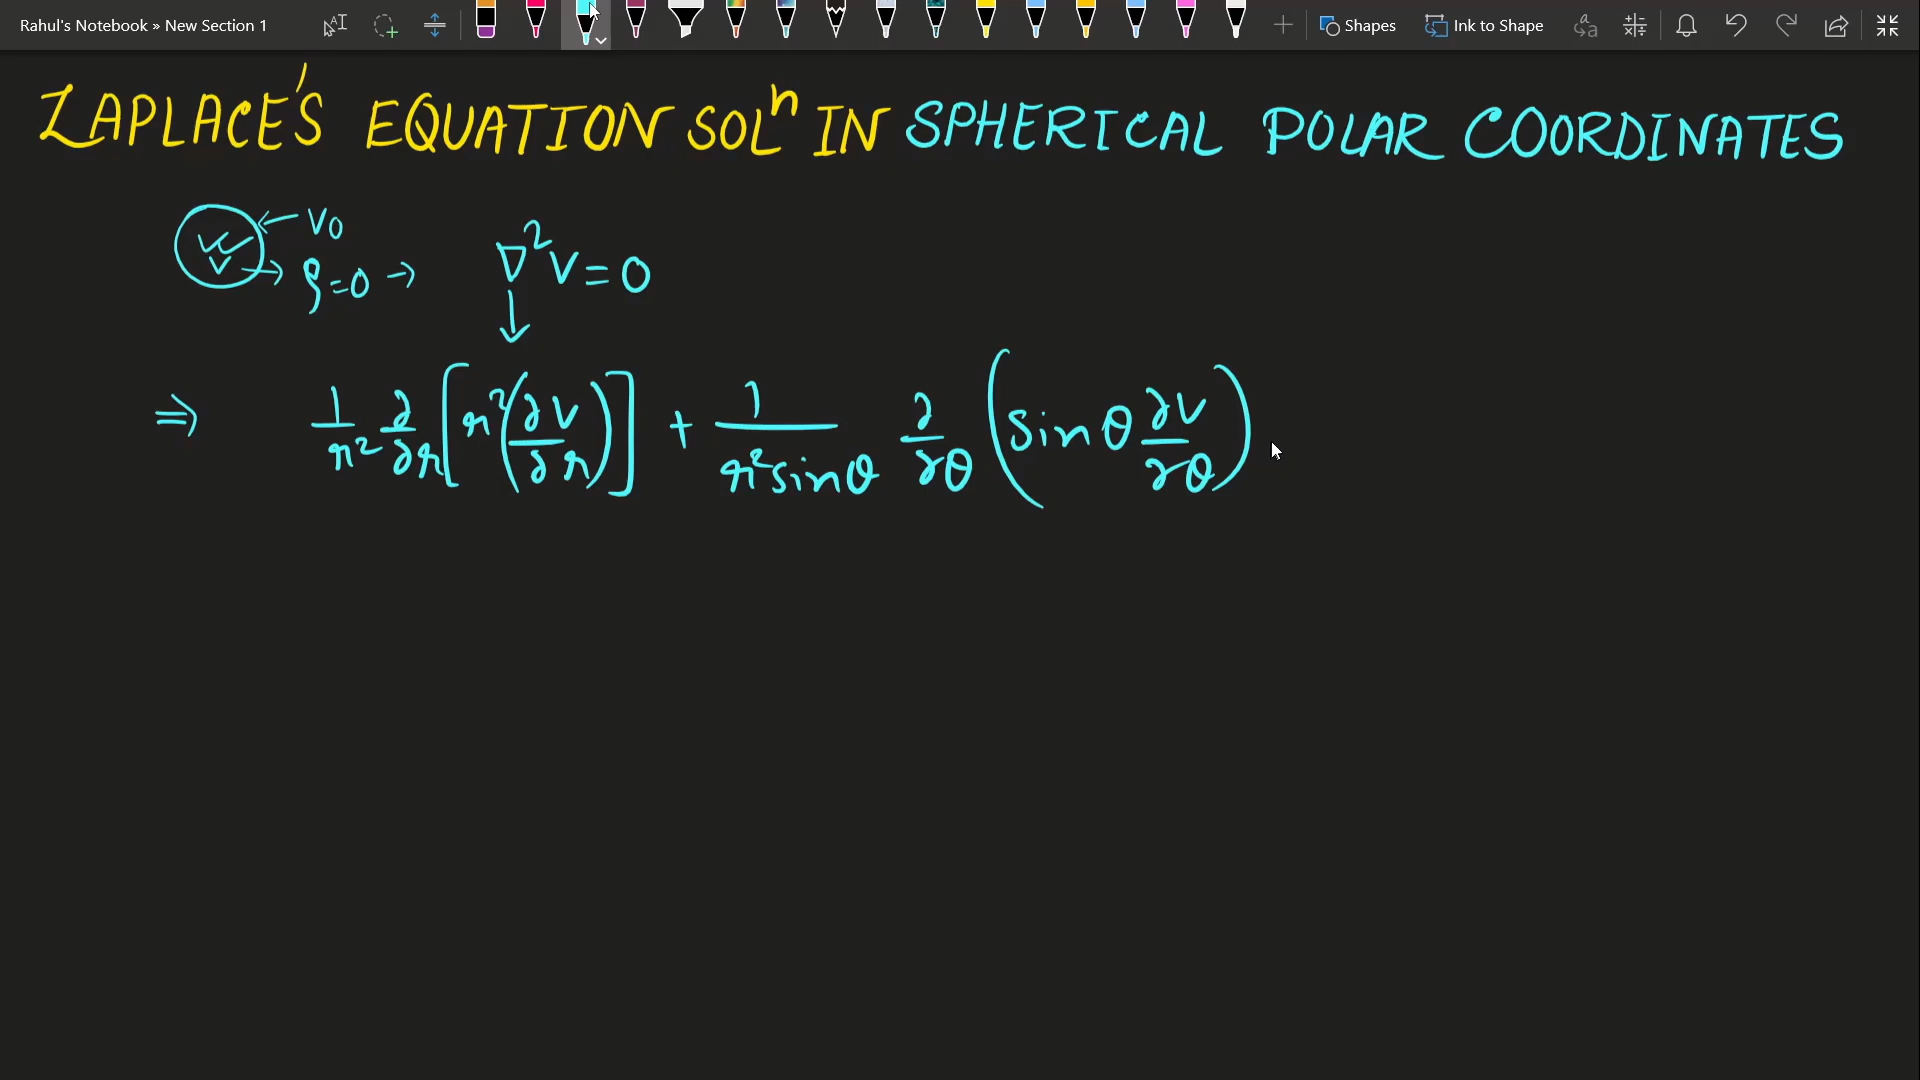 Rahul's Notebook » New Section 1 Shapes Ink to Shape
LAPLACE'S EQUATION SOLⁿ IN SPHERICAL POLAR COORDINATES
V₀
V
ρ=0 → ∇²V=0
⇒ 1/r² ∂/∂r [r² (∂V/∂r)] + 1/(r² sinθ) ∂/∂θ (sinθ ∂V/∂θ)